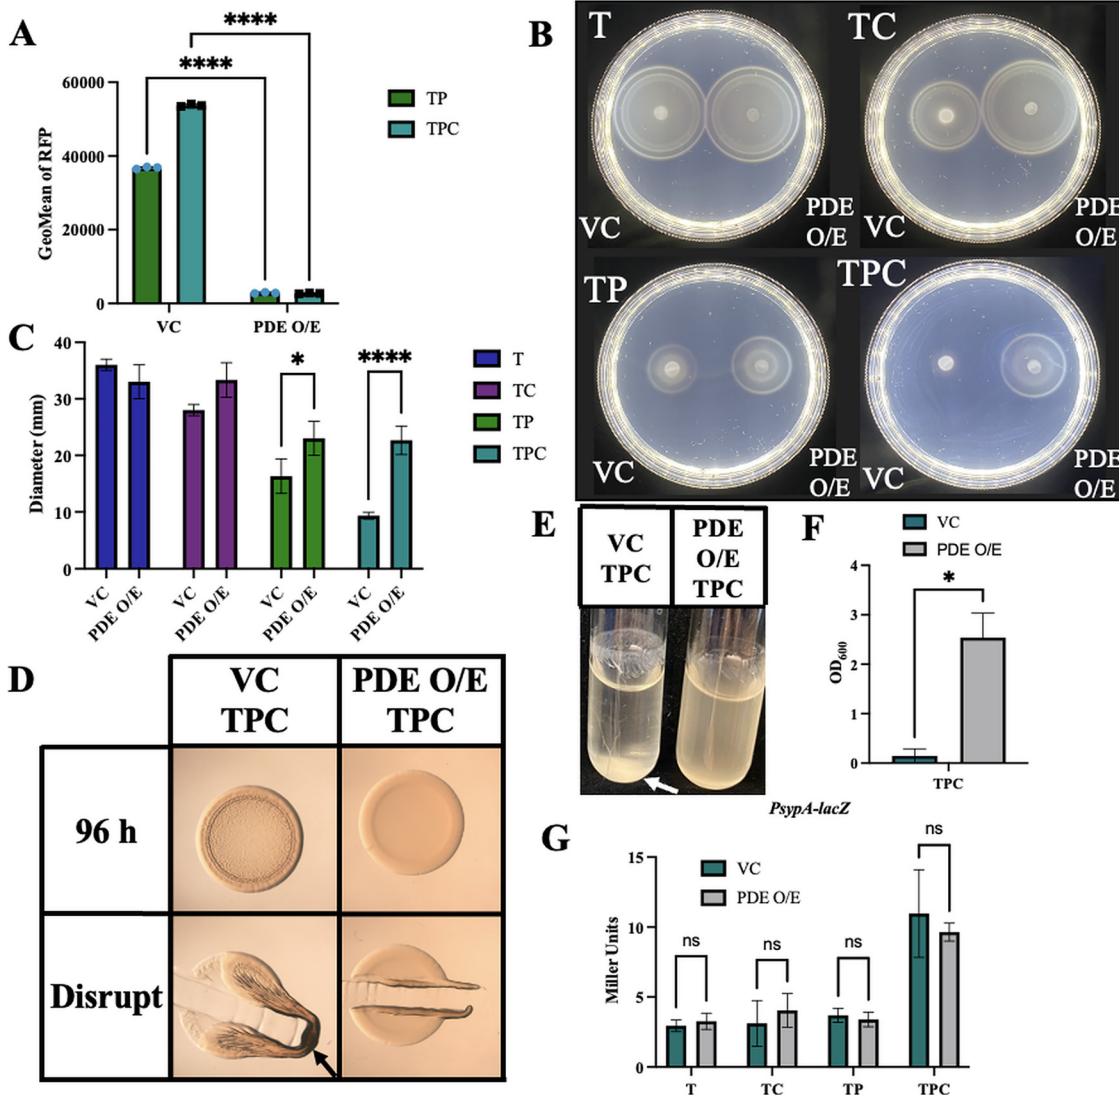 A
****
****
60000
40000
20000
0
GeoMean of RFP
VC
PDE O/E
TP
TPC
B
T
VC
PDE
O/E
TC
VC
PDE
O/E
TP
VC
PDE
O/E
TPC
VC
PDE
O/E
C
40
30
20
10
0
Diameter (mm)
*
****
VC
PDE O/E
VC
PDE O/E
VC
PDE O/E
VC
PDE O/E
T
TC
TP
TPC
D
VC
TPC
PDE O/E
TPC
96 h
Disrupt
E
VC
TPC
PDE
O/E
TPC
F
VC
PDE O/E
4
3
2
1
0
OD600
*
TPC
G
PsypA-lacZ
VC
PDE O/E
15
10
5
0
Miller Units
ns
ns
ns
ns
T
TC
TP
TPC